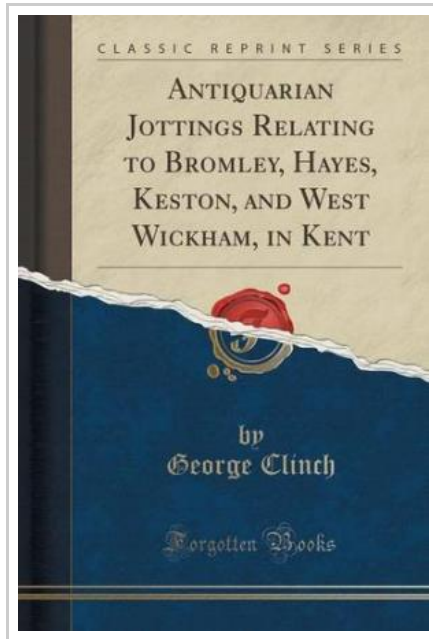 CLASSIC REPRINT SERIES
ANTIQUARIAN
JOTTINGS RELATING
TO BROMLEY, HAYES,
KESTON, AND WEST
WICKHAM, IN KENT
by
George Clinch
Forgotten Books